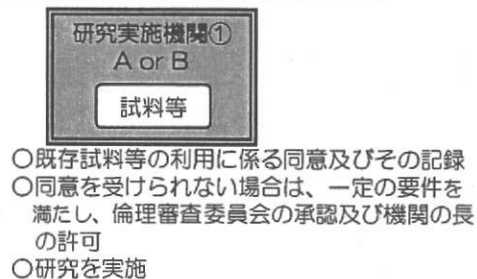 研究実施機関①
A or B
試料等
○既存試料等の利用に係る同意及びその記録
○同意を受けられない場合は、一定の要件を
満たし、倫理審査委員会の承認及び機関の長
の許可
○研究を実施